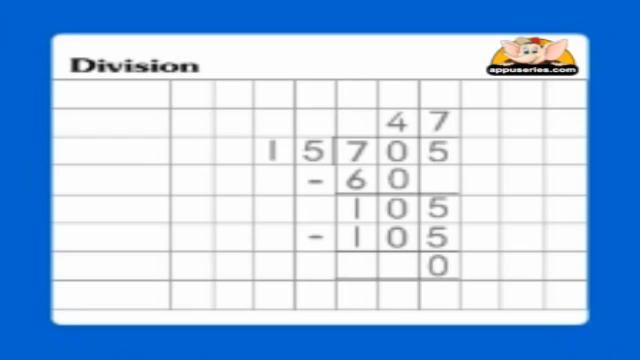 Division
appuseries.com
4 7
1 5 7 0 5
- 6 0
1 0 5
- 1 0 5
0